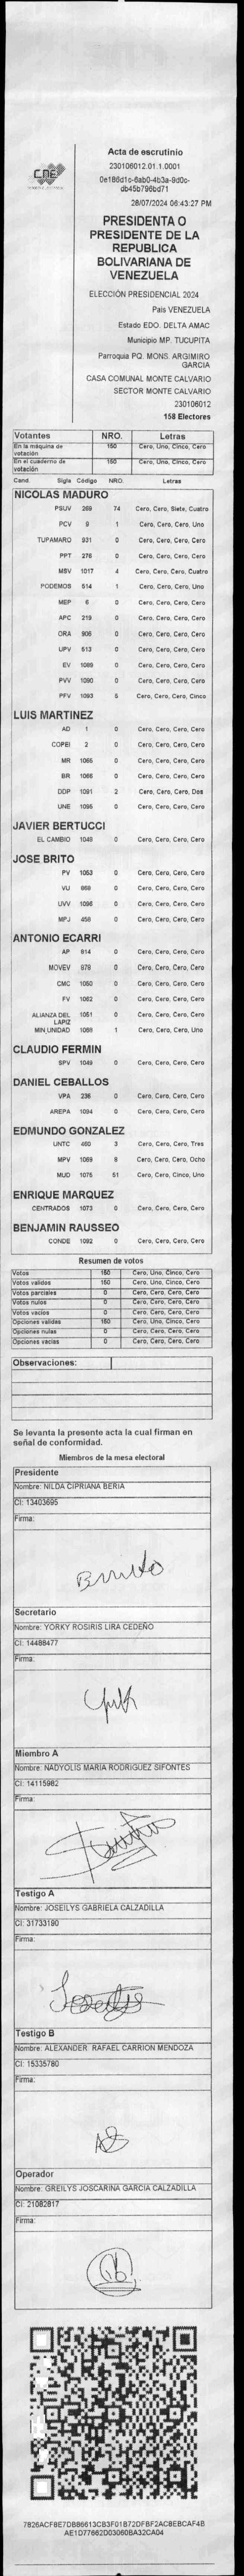 CNE
Acta de escrutinio
230106012.01.1.0001
0e186d1c-6ab0-4b3a-9d0c-
db45b796bd71
28/07/2024 06:43:27 PM
PRESIDENTA O
PRESIDENTE DE LA
REPUBLICA
BOLIVARIANA DE
VENEZUELA
ELECCIÓN PRESIDENCIAL 2024
Pais VENEZUELA
Estado EDO. DELTA AMAC
Municipio MP. TUCUPITA
Parroquia PQ. MONS. ARGIMIRO
GARCIA
CASA COMUNAL MONTE CALVARIO
SECTOR MONTE CALVARIO
230106012
158 Electores
Votantes NRO. Letras
En la máquina de votación 150 Cero, Uno, Cinco, Cero
En el cuaderno de votación 150 Cero, Uno, Cinco, Cero
Cand. Sigla Código NRO. Letras
NICOLAS MADURO
PSUV 269 74 Cero, Cero, Siete, Cuatro
PCV 9 1 Cero, Cero, Cero, Uno
TUPAMARO 931 0 Cero, Cero, Cero, Cero
PPT 276 0 Cero, Cero, Cero, Cero
MSV 1017 4 Cero, Cero, Cero, Cuatro
PODEMOS 514 1 Cero, Cero, Cero, Uno
MEP 6 0 Cero, Cero, Cero, Cero
APC 219 0 Cero, Cero, Cero, Cero
ORA 906 0 Cero, Cero, Cero, Cero
UPV 513 0 Cero, Cero, Cero, Cero
EV 1089 0 Cero, Cero, Cero, Cero
PVV 1090 0 Cero, Cero, Cero, Cero
PFV 1093 5 Cero, Cero, Cero, Cinco
LUIS MARTINEZ
AD 1 0 Cero, Cero, Cero, Cero
COPEI 2 0 Cero, Cero, Cero, Cero
MR 1065 0 Cero, Cero, Cero, Cero
BR 1066 0 Cero, Cero, Cero, Cero
DDP 1091 2 Cero, Cero, Cero, Dos
UNE 1095 0 Cero, Cero, Cero, Cero
JAVIER BERTUCCI
EL CAMBIO 1048 0 Cero, Cero, Cero, Cero
JOSE BRITO
PV 1053 0 Cero, Cero, Cero, Cero
VU 868 0 Cero, Cero, Cero, Cero
UVV 1096 0 Cero, Cero, Cero, Cero
MPJ 458 0 Cero, Cero, Cero, Cero
ANTONIO ECARRI
AP 814 0 Cero, Cero, Cero, Cero
MOVEV 978 0 Cero, Cero, Cero, Cero
CMC 1050 0 Cero, Cero, Cero, Cero
FV 1062 0 Cero, Cero, Cero, Cero
ALIANZA DEL LAPIZ 1051 0 Cero, Cero, Cero, Cero
MIN UNIDAD 1088 1 Cero, Cero, Cero, Uno
CLAUDIO FERMIN
SPV 1049 0 Cero, Cero, Cero, Cero
DANIEL CEBALLOS
VPA 236 0 Cero, Cero, Cero, Cero
AREPA 1094 0 Cero, Cero, Cero, Cero
EDMUNDO GONZALEZ
UNTC 460 3 Cero, Cero, Cero, Tres
MPV 1069 8 Cero, Cero, Cero, Ocho
MUD 1075 51 Cero, Cero, Cinco, Uno
ENRIQUE MARQUEZ
CENTRADOS 1073 0 Cero, Cero, Cero, Cero
BENJAMIN RAUSSEO
CONDE 1092 0 Cero, Cero, Cero, Cero
Resumen de votos
Votos 150 Cero, Uno, Cinco, Cero
Votos validos 150 Cero, Uno, Cinco, Cero
Votos parciales 0 Cero, Cero, Cero, Cero
Votos nulos 0 Cero, Cero, Cero, Cero
Votos vacios 0 Cero, Cero, Cero, Cero
Opciones validas 150 Cero, Uno, Cinco, Cero
Opciones nulas 0 Cero, Cero, Cero, Cero
Opciones vacias 0 Cero, Cero, Cero, Cero
Observaciones:
Se levanta la presente acta la cual firman en
señal de conformidad.
Miembros de la mesa electoral
Presidente
Nombre: NILDA CIPRIANA BERIA
CI: 13403695
Firma:
Secretario
Nombre: YORKY ROSIRIS LIRA CEDEÑO
CI: 14488477
Firma:
Miembro A
Nombre: NADYOLIS MARIA RODRIGUEZ SIFONTES
CI: 14115982
Firma:
Testigo A
Nombre: JOSEILYS GABRIELA CALZADILLA
CI: 31733190
Firma:
Testigo B
Nombre: ALEXANDER RAFAEL CARRION MENDOZA
CI: 15335780
Firma:
Operador
Nombre: GREILYS JOSCARINA GARCIA CALZADILLA
CI: 21082817
Firma:
7826ACF8E7DB86613CB3F01B72DFBF2AC8EBCAF4B
AE1D77662D03060BA32CA04